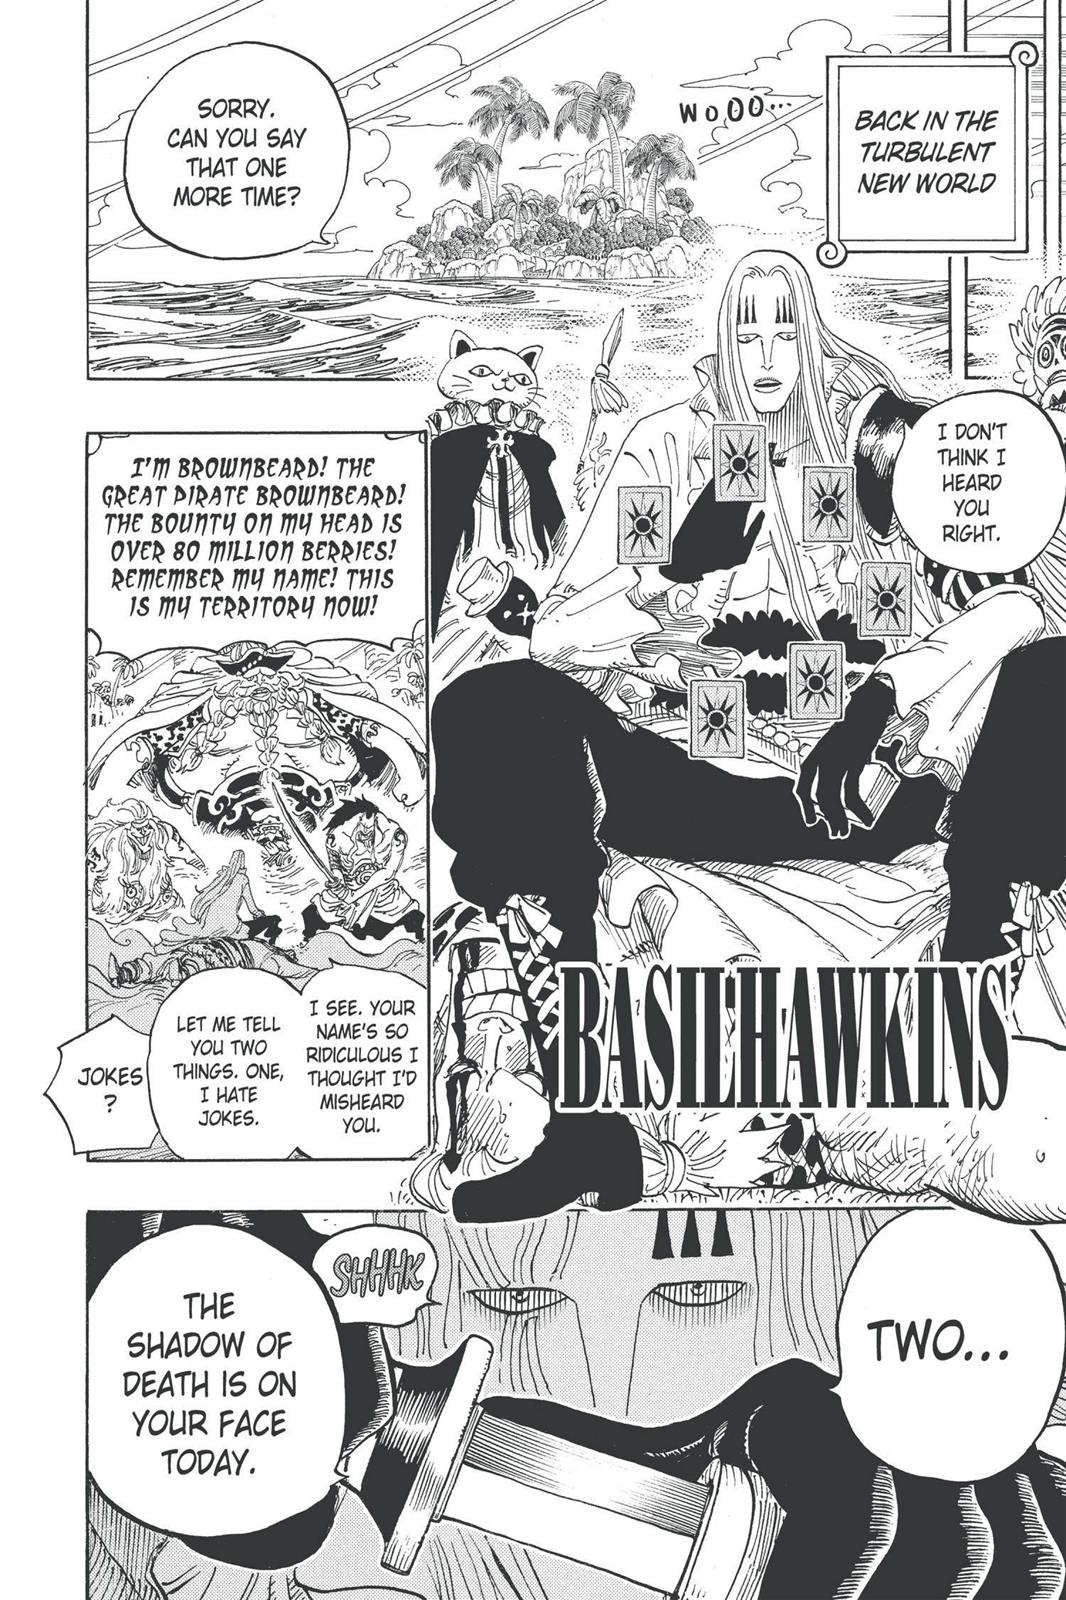 BACK IN THE
TURBULENT
NEW WORLD
WOOO...
SORRY.
CAN YOU SAY
THAT ONE
MORE TIME?
I DON'T
THINK I
HEARD
YOU
RIGHT.
BASIL HAWKINS
I'M BROWNBEARD! THE
GREAT PIRATE BROWNBEARD!
THE BOUNTY ON MY HEAD IS
OVER 80 MILLION BERRIES!
REMEMBER MY NAME! THIS
IS MY TERRITORY NOW!
I SEE. YOUR
NAME'S SO
RIDICULOUS I
THOUGHT I'D
MISHEARD
YOU.
LET ME TELL
YOU TWO
THINGS. ONE,
I HATE
JOKES.
JOKES
?
TWO...
SHHHK
THE
SHADOW OF
DEATH IS ON
YOUR FACE
TODAY.